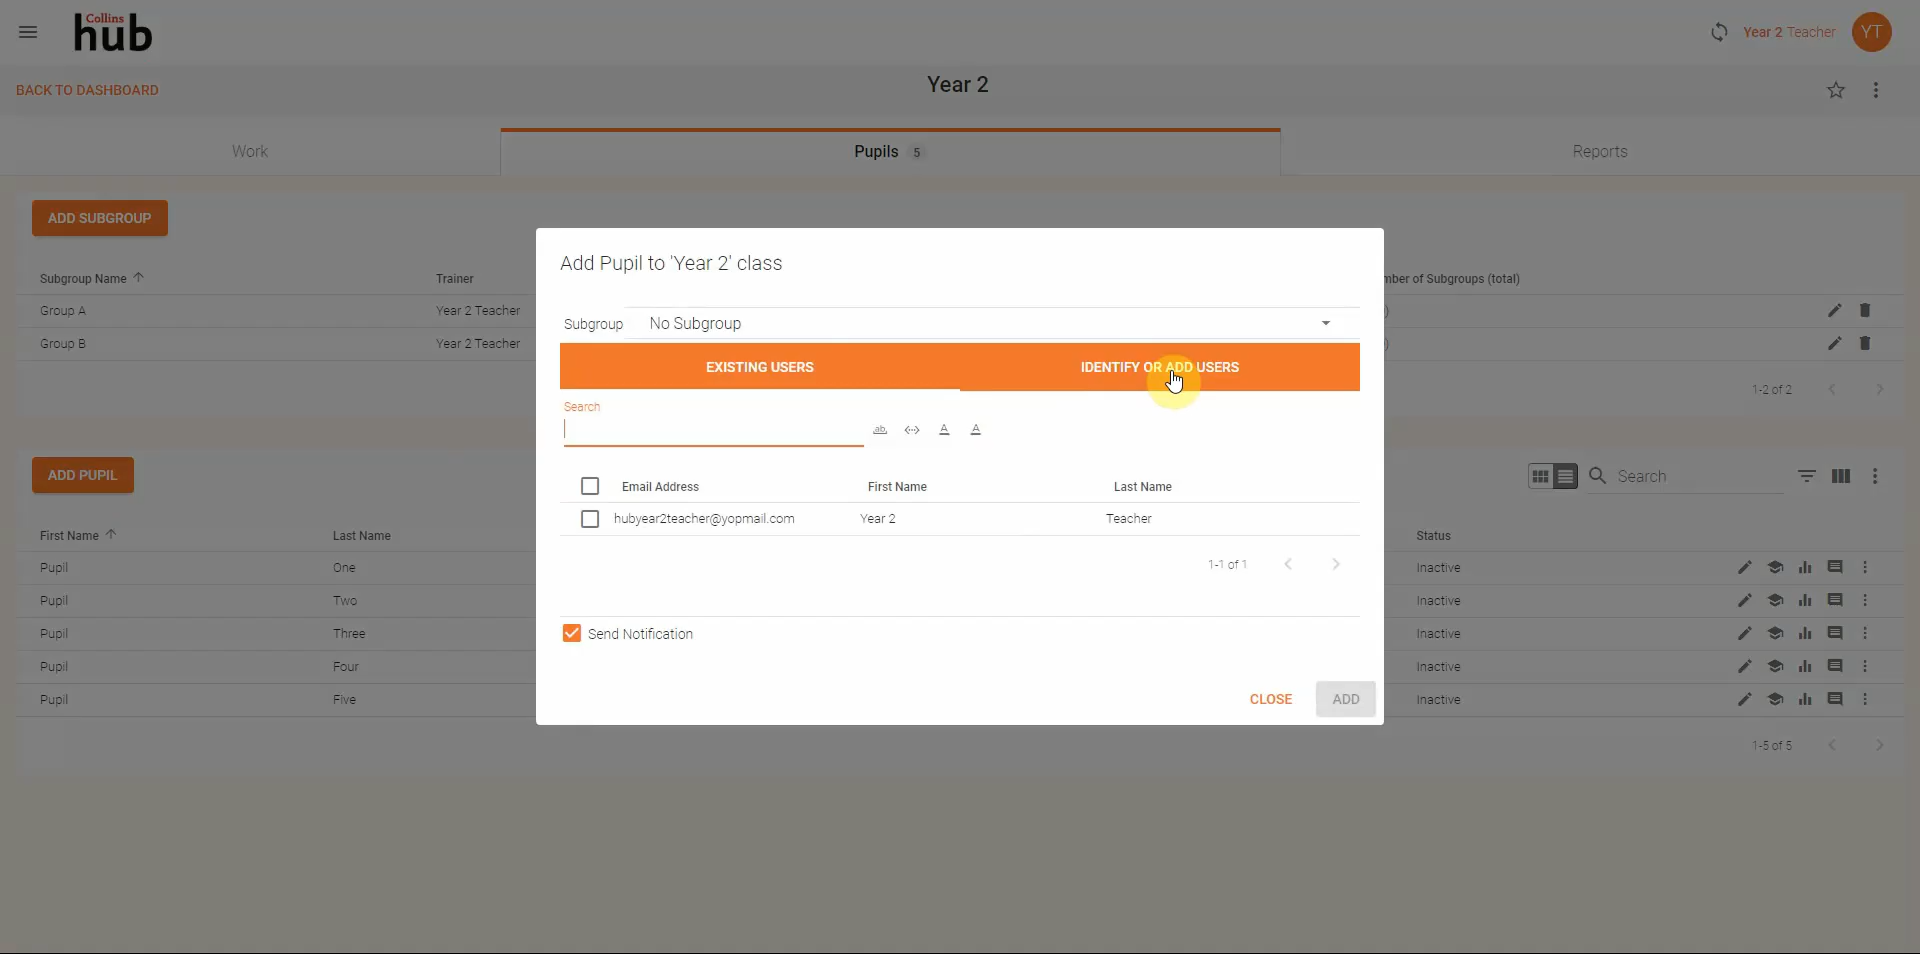 Collins
hub
Year 2 Teacher
YT
BACK TO DASHBOARD
Year 2
Work
Pupils 5
Reports
ADD SUBGROUP
Subgroup Name
Trainer
mber of Subgroups (total)
Group A
Year 2 Teacher
)
Group B
Year 2 Teacher
)
1-2 of 2
Add Pupil to 'Year 2' class
Subgroup
No Subgroup
EXISTING USERS
IDENTIFY OR ADD USERS
Search
ab.
A
A
Email Address
First Name
Last Name
hubyear2teacher@yopmail.com
Year 2
Teacher
1-1 of 1
Send Notification
CLOSE
ADD
ADD PUPIL
Search
First Name
Last Name
Status
Pupil
One
Inactive
Pupil
Two
Inactive
Pupil
Three
Inactive
Pupil
Four
Inactive
Pupil
Five
Inactive
1-5 of 5